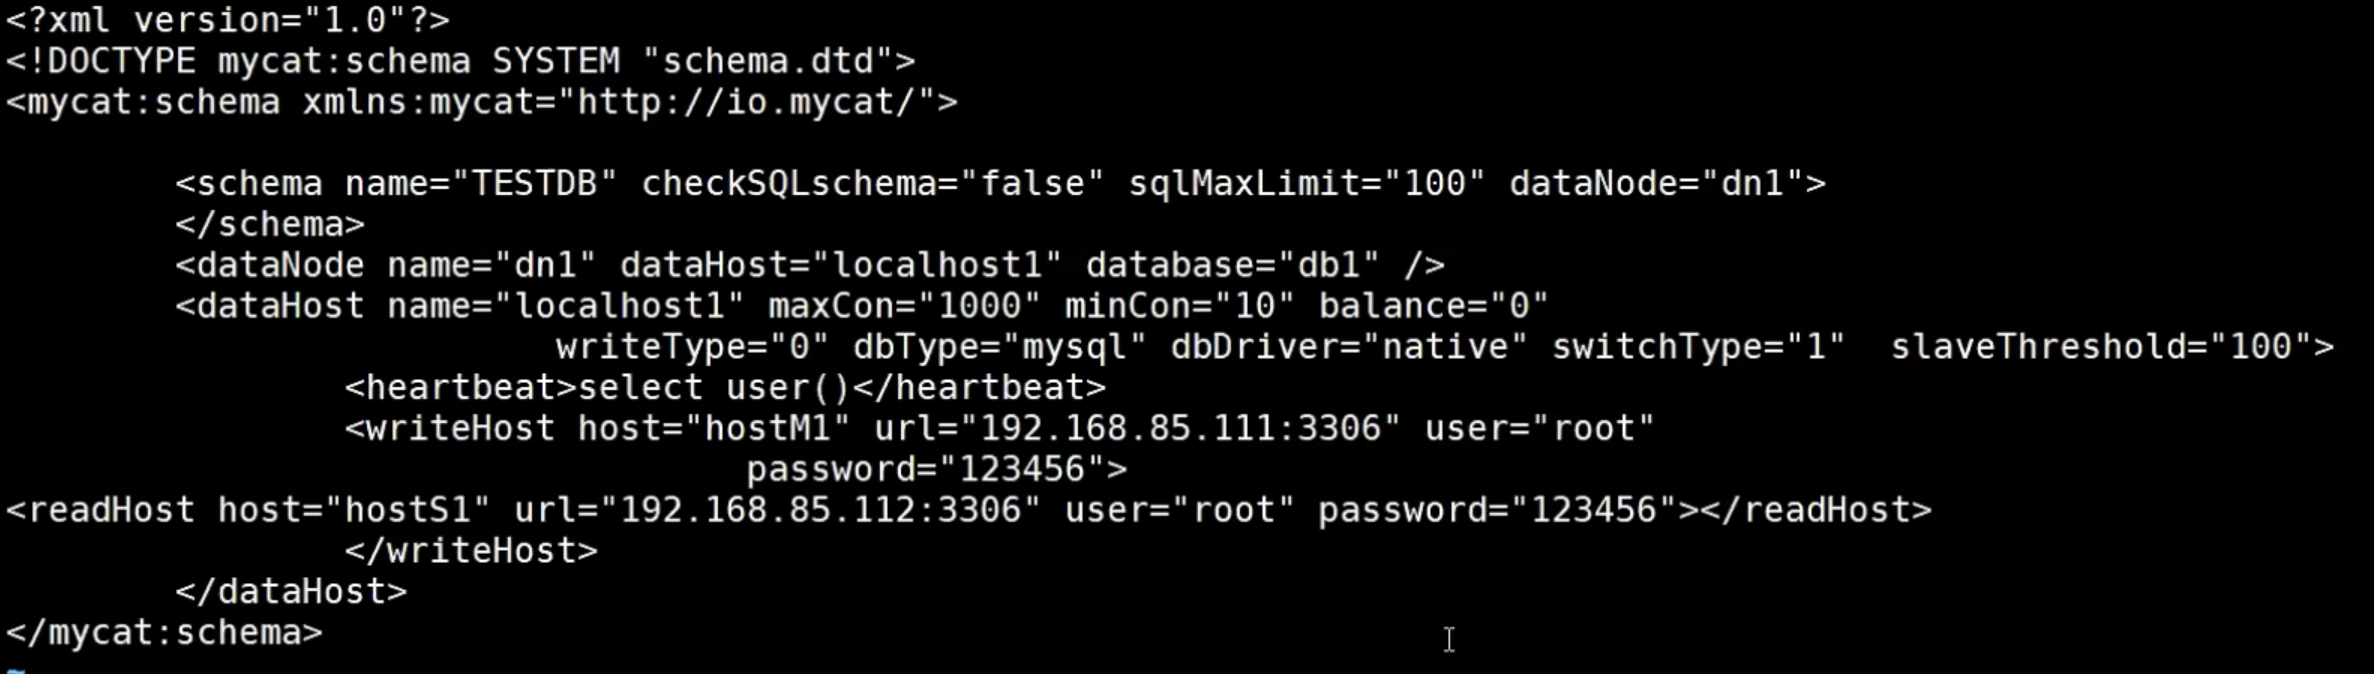 <?xml version="1.0"?>
<!DOCTYPE mycat:schema SYSTEM "schema.dtd">
<mycat:schema xmlns:mycat="http://io.mycat/">
<schema name="TESTDB" checkSQLschema="false" sqlMaxLimit="100" dataNode="dn1">
</schema>
<dataNode name="dn1" dataHost="localhost1" database="db1" />
<dataHost name="localhost1" maxCon="1000" minCon="10" balance="0"
writeType="0" dbType="mysql" dbDriver="native" switchType="1"  slaveThreshold="100">
<heartbeat>select user()</heartbeat>
<writeHost host="hostM1" url="192.168.85.111:3306" user="root"
password="123456">
<readHost host="hostS1" url="192.168.85.112:3306" user="root" password="123456"></readHost>
</writeHost>
</dataHost>
</mycat:schema>
~